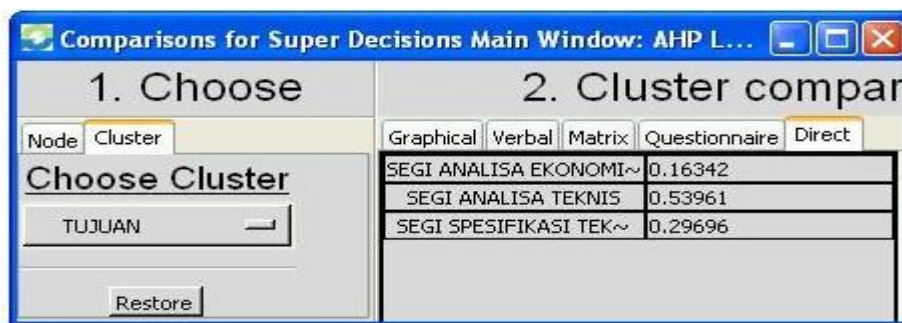 Comparisons for Super Decisions Main Window: AHP L...
1. Choose
2. Cluster compar
Node Cluster
Graphical Verbal Matrix Questionnaire Direct
Choose Cluster
TUJUAN
Restore
SEGI ANALISA EKONOMI~ 0.16342
SEGI ANALISA TEKNIS 0.53961
SEGI SPESIFIKASI TEK~ 0.29696